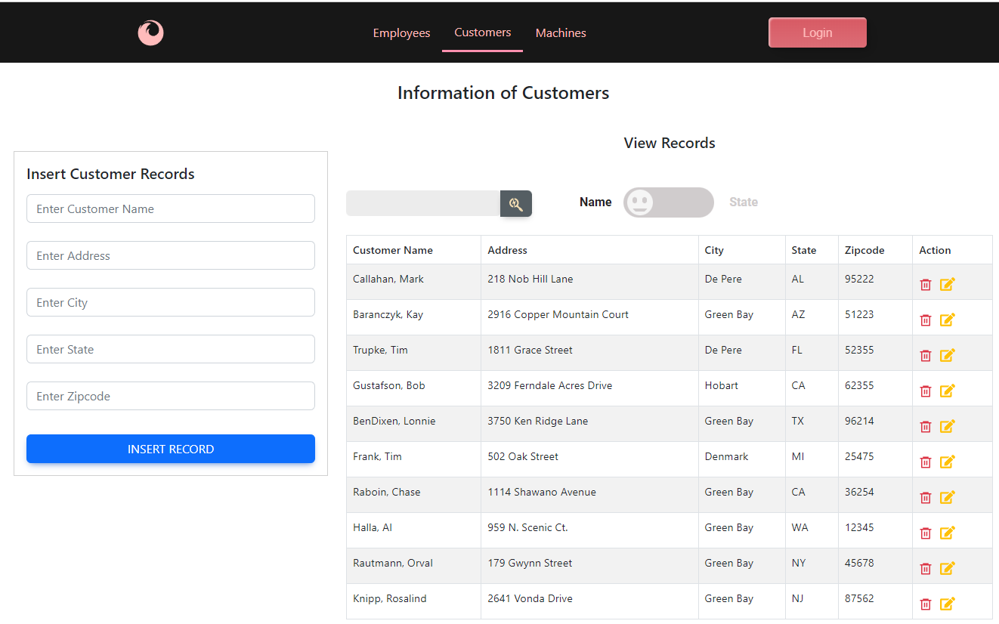 Employees Customers Machines Login
Information of Customers
View Records
Insert Customer Records
Enter Customer Name
Enter Address
Enter City
Enter State
Enter Zipcode
INSERT RECORD
Name State
Customer Name Address City State Zipcode Action
Callahan, Mark 218 Nob Hill Lane De Pere AL 95222
Baranczyk, Kay 2916 Copper Mountain Court Green Bay AZ 51223
Trupke, Tim 1811 Grace Street De Pere FL 52355
Gustafson, Bob 3209 Ferndale Acres Drive Hobart CA 62355
BenDixen, Lonnie 3750 Ken Ridge Lane Green Bay TX 96214
Frank, Tim 502 Oak Street Denmark MI 25475
Raboin, Chase 1114 Shawano Avenue Green Bay CA 36254
Halla, Al 959 N. Scenic Ct. Green Bay WA 12345
Rautmann, Orval 179 Gwynn Street Green Bay NY 45678
Knipp, Rosalind 2641 Vonda Drive Green Bay NJ 87562